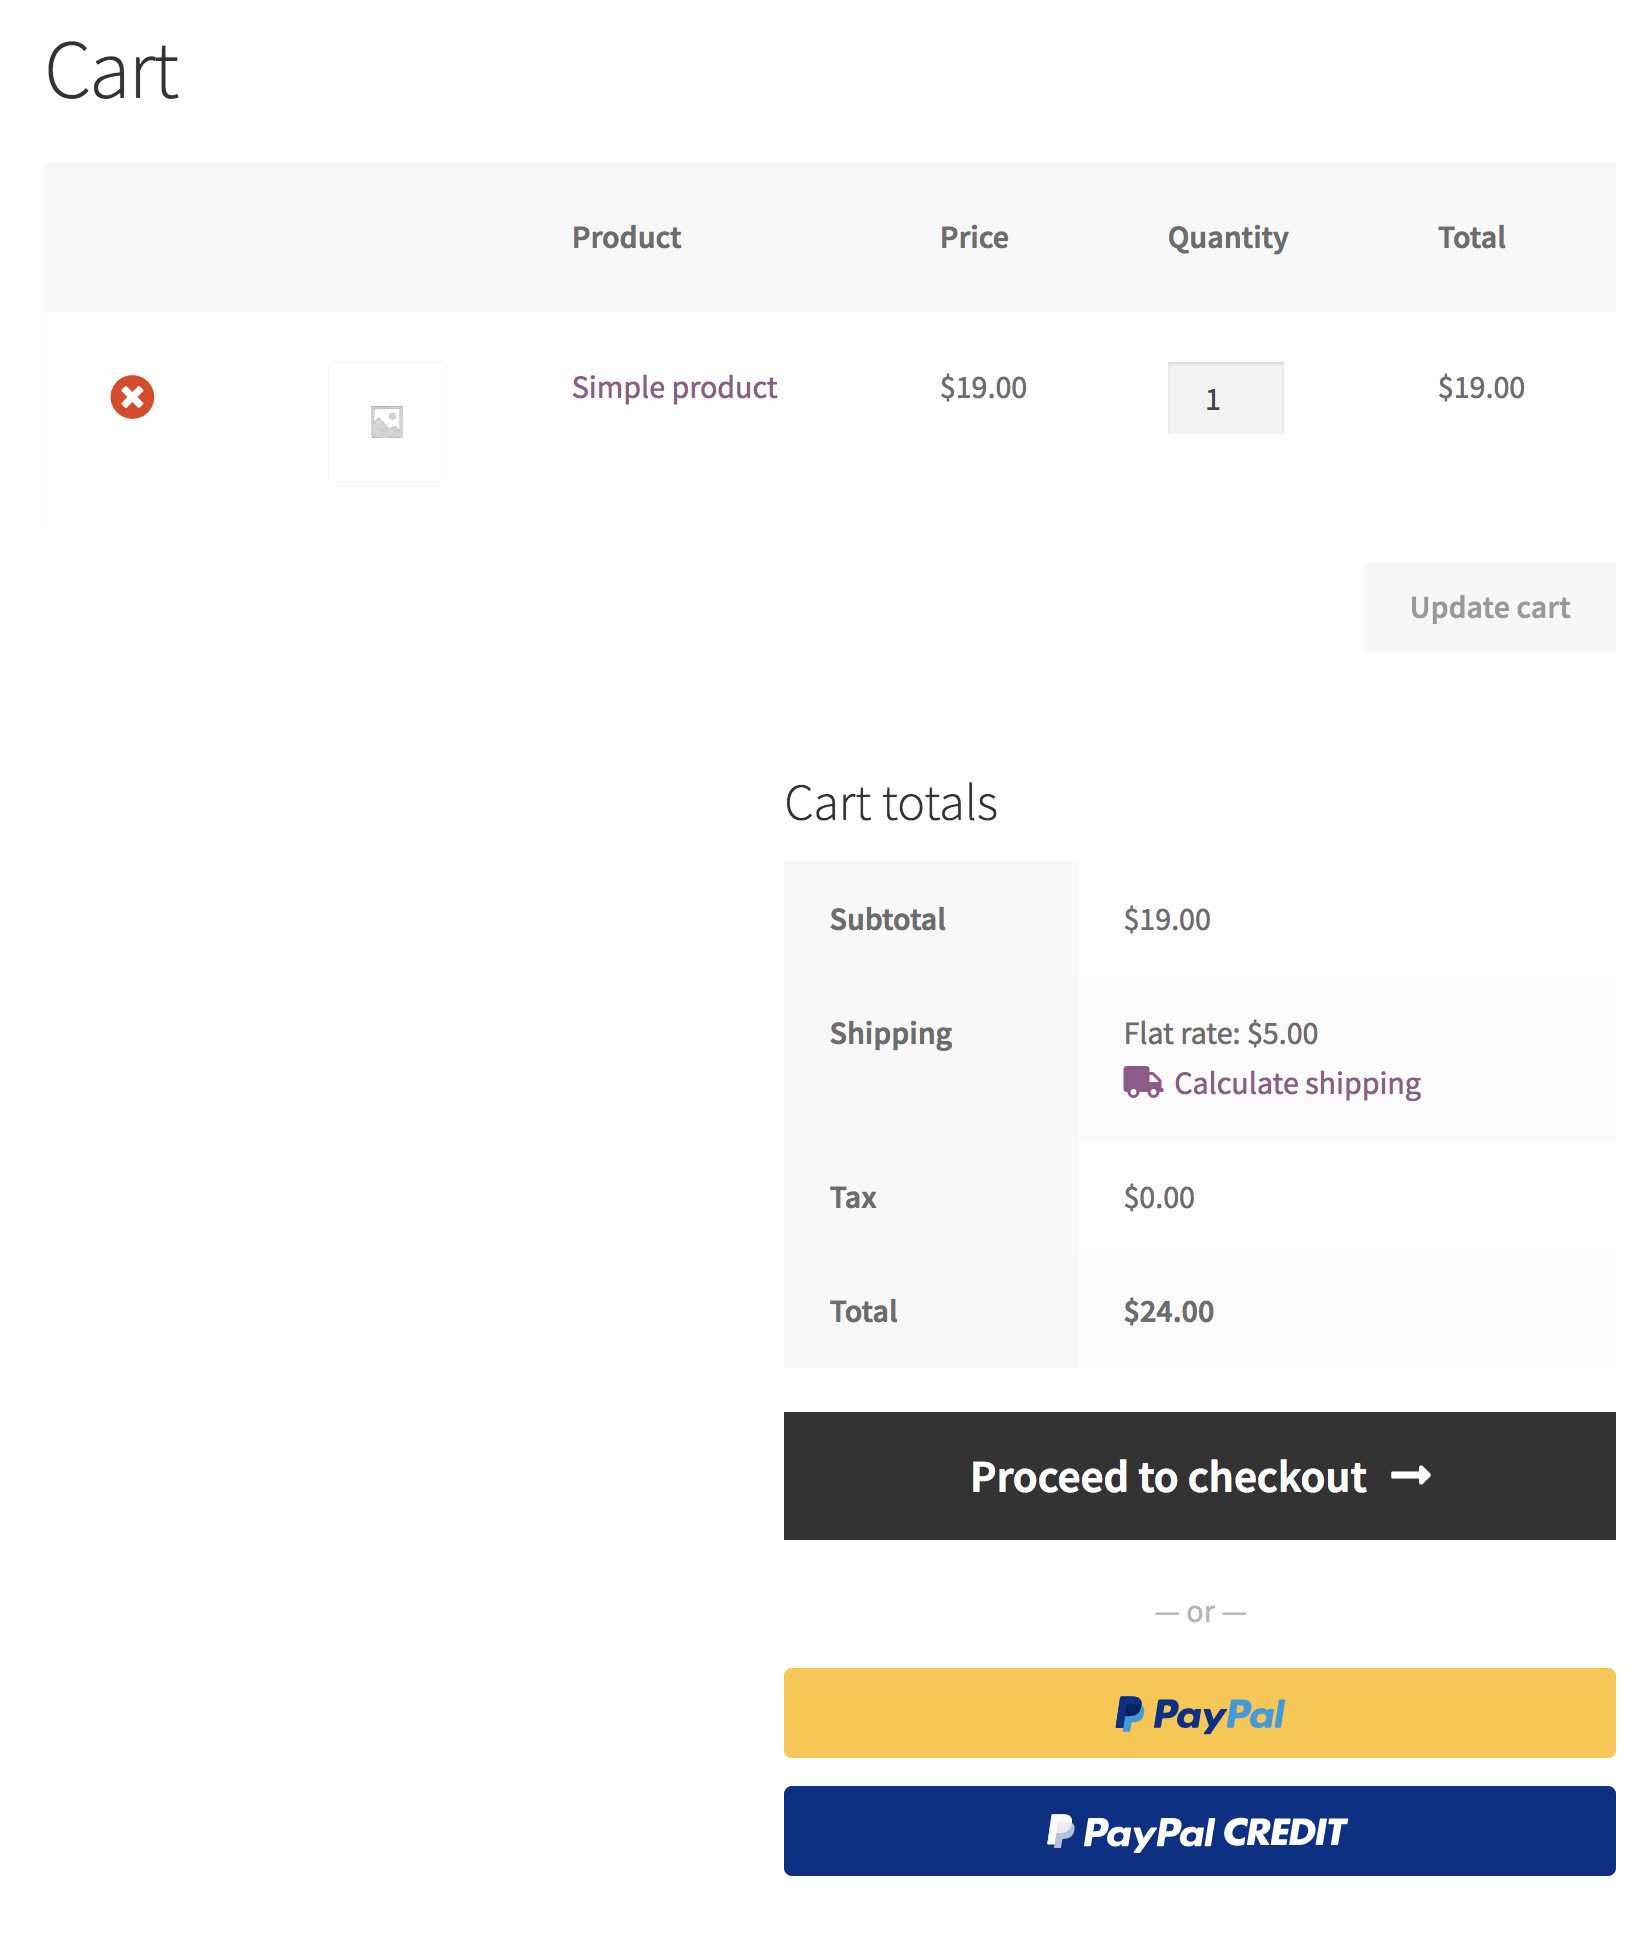 Cart
Product Price Quantity Total
Simple product $19.00 1 $19.00
Update cart
Cart totals
Subtotal $19.00
Shipping Flat rate: $5.00
Calculate shipping
Tax $0.00
Total $24.00
Proceed to checkout
— or —
PayPal
PayPal CREDIT